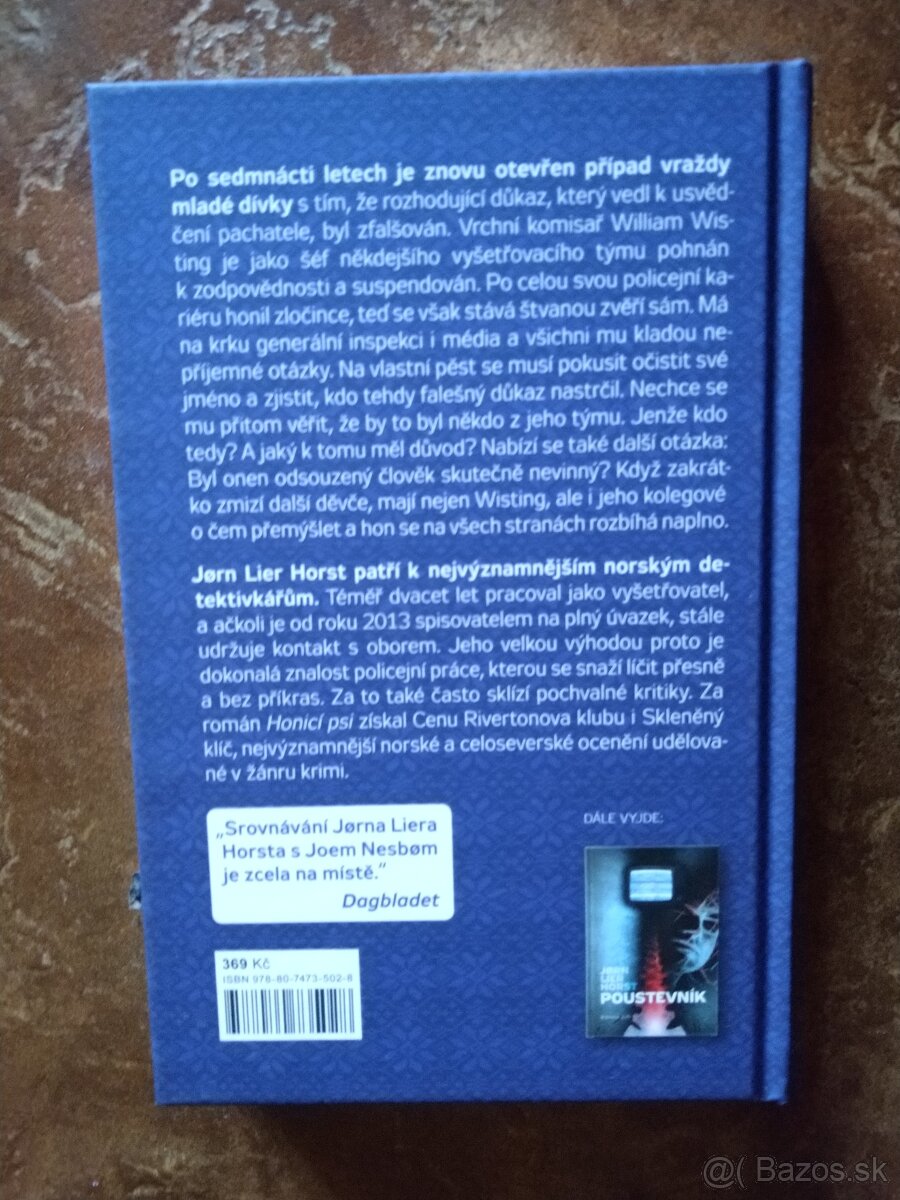 Po sedmnácti letech je znovu otevřen případ vraždy
mladé dívky s tím, že rozhodující důkaz, který vedl k usvěd-
čení pachatele, byl zfalšován. Vrchní komisař William Wis-
ting je jako šéf někdejšího vyšetřovacího týmu pohnán
k zodpovědnosti a suspendován. Po celou svou policejní ka-
riéru honil zločince, teď se však stává štvanou zvěří sám. Má
na krku generální inspekci i média a všichni mu kladou ne-
příjemné otázky. Na vlastní pěst se musí pokusit očistit své
jméno a zjistit, kdo tehdy falešný důkaz nastrčil. Nechce se
mu přitom věřit, že by to byl někdo z jeho týmu. Jenže kdo
tedy? A jaký k tomu měl důvod? Nabízí se také další otázka:
Byl onen odsouzený člověk skutečně nevinný? Když zakrát-
ko zmizí další děvče, mají nejen Wisting, ale i jeho kolegové
o čem přemýšlet a hon se na všech stranách rozbíhá naplno.
Jørn Lier Horst patří k nejvýznamnějším norským de-
tektivkářům. Téměř dvacet let pracoval jako vyšetřovatel,
a ačkoli je od roku 2013 spisovatelem na plný úvazek, stále
udržuje kontakt s oborem. Jeho velkou výhodou proto je
dokonalá znalost policejní práce, kterou se snaží líčit přesně
a bez příkras. Za to také často sklízí pochvalné kritiky. Za
román Honicí psi získal Cenu Rivertonova klubu i Skleněný
klíč, nejvýznamnější norské a celoseverské ocenění udělova-
né v žánru krimi.
„Srovnávání Jørna Liera
Horsta s Joem Nesbøm
je zcela na místě."
Dagbladet
DÁLE VYJDE:
JØRN
LIER
HORST
POUSTEVNÍK
369 Kč
ISBN 978-80-7473-502-8
@( Bazos.sk